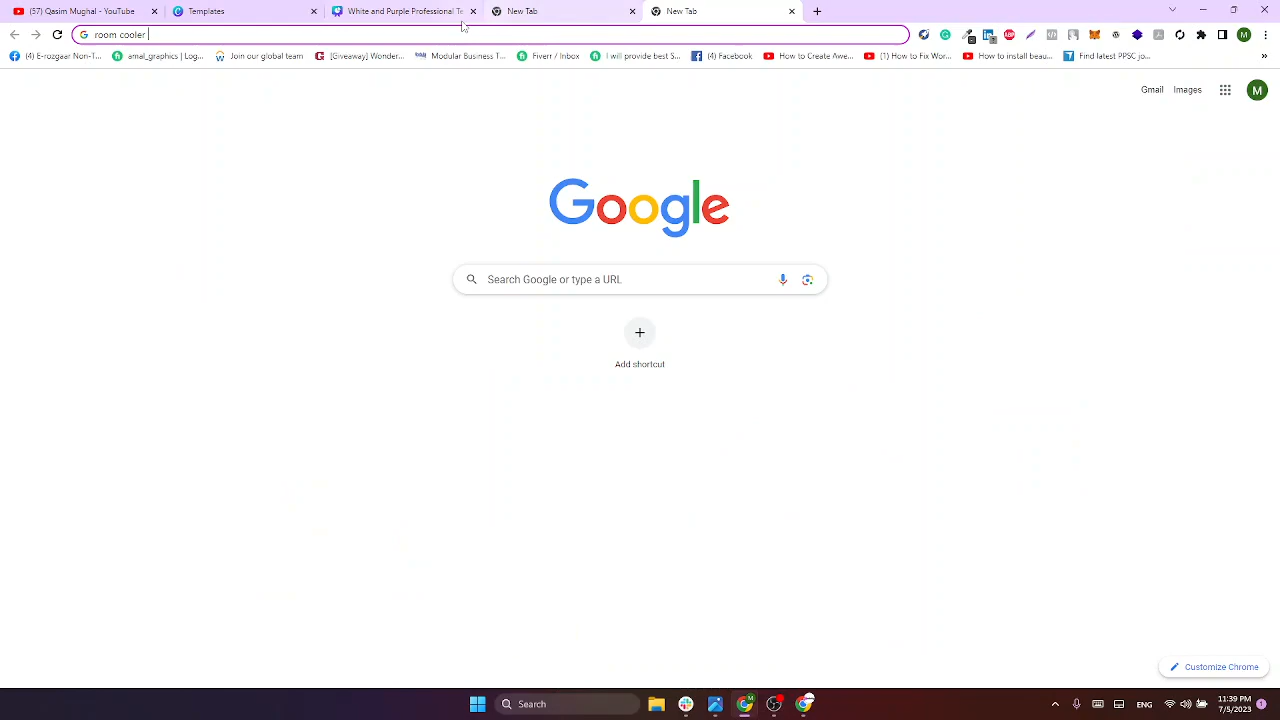 (57) Qasim Mughal - YouTube
Templates
White and Purple Professional Te
New Tab
New Tab
room cooler
(4) E-rozgaar Non-T...
amal_graphics | Log...
Join our global team
[Giveaway] Wonder...
Modular Business T...
Fiverr / Inbox
I will provide best S...
(4) Facebook
How to Create Awe...
(1) How to Fix Wor...
How to install beau...
Find latest PPSC jo...
»
Gmail
Images
M
Google
Search Google or type a URL
Add shortcut
Customize Chrome
Search
ENG
11:39 PM
7/5/2023